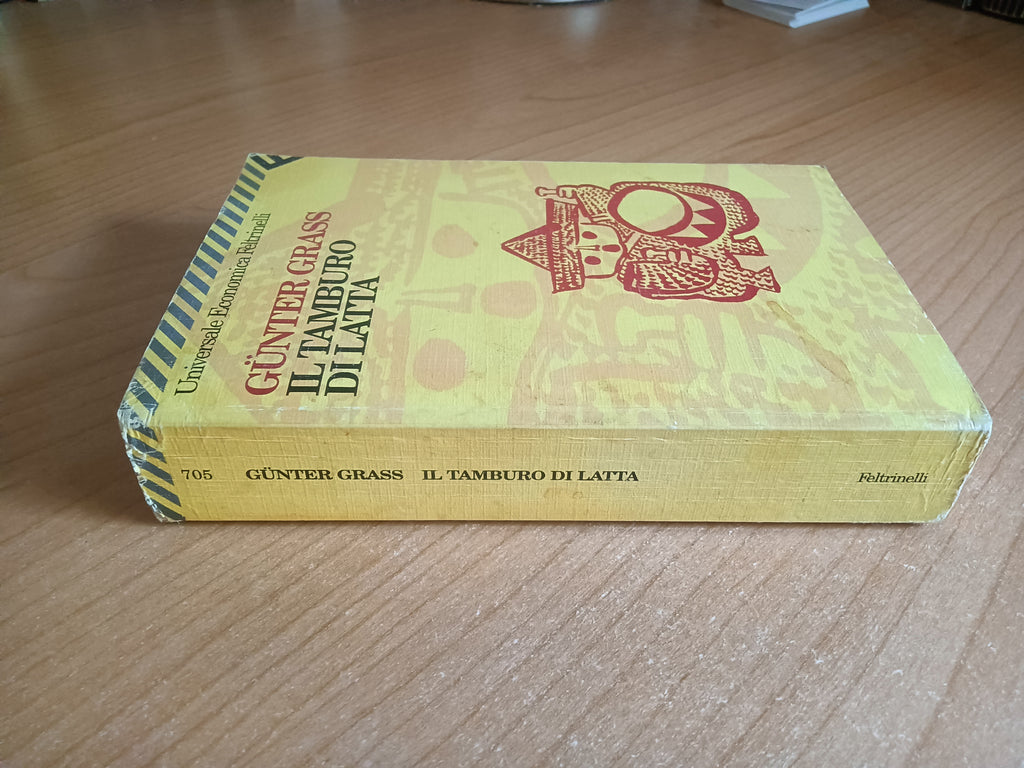 Universale Economica Feltrinelli
GÜNTER GRASS
IL TAMBURO
DI LATTA
705 GÜNTER GRASS IL TAMBURO DI LATTA Feltrinelli